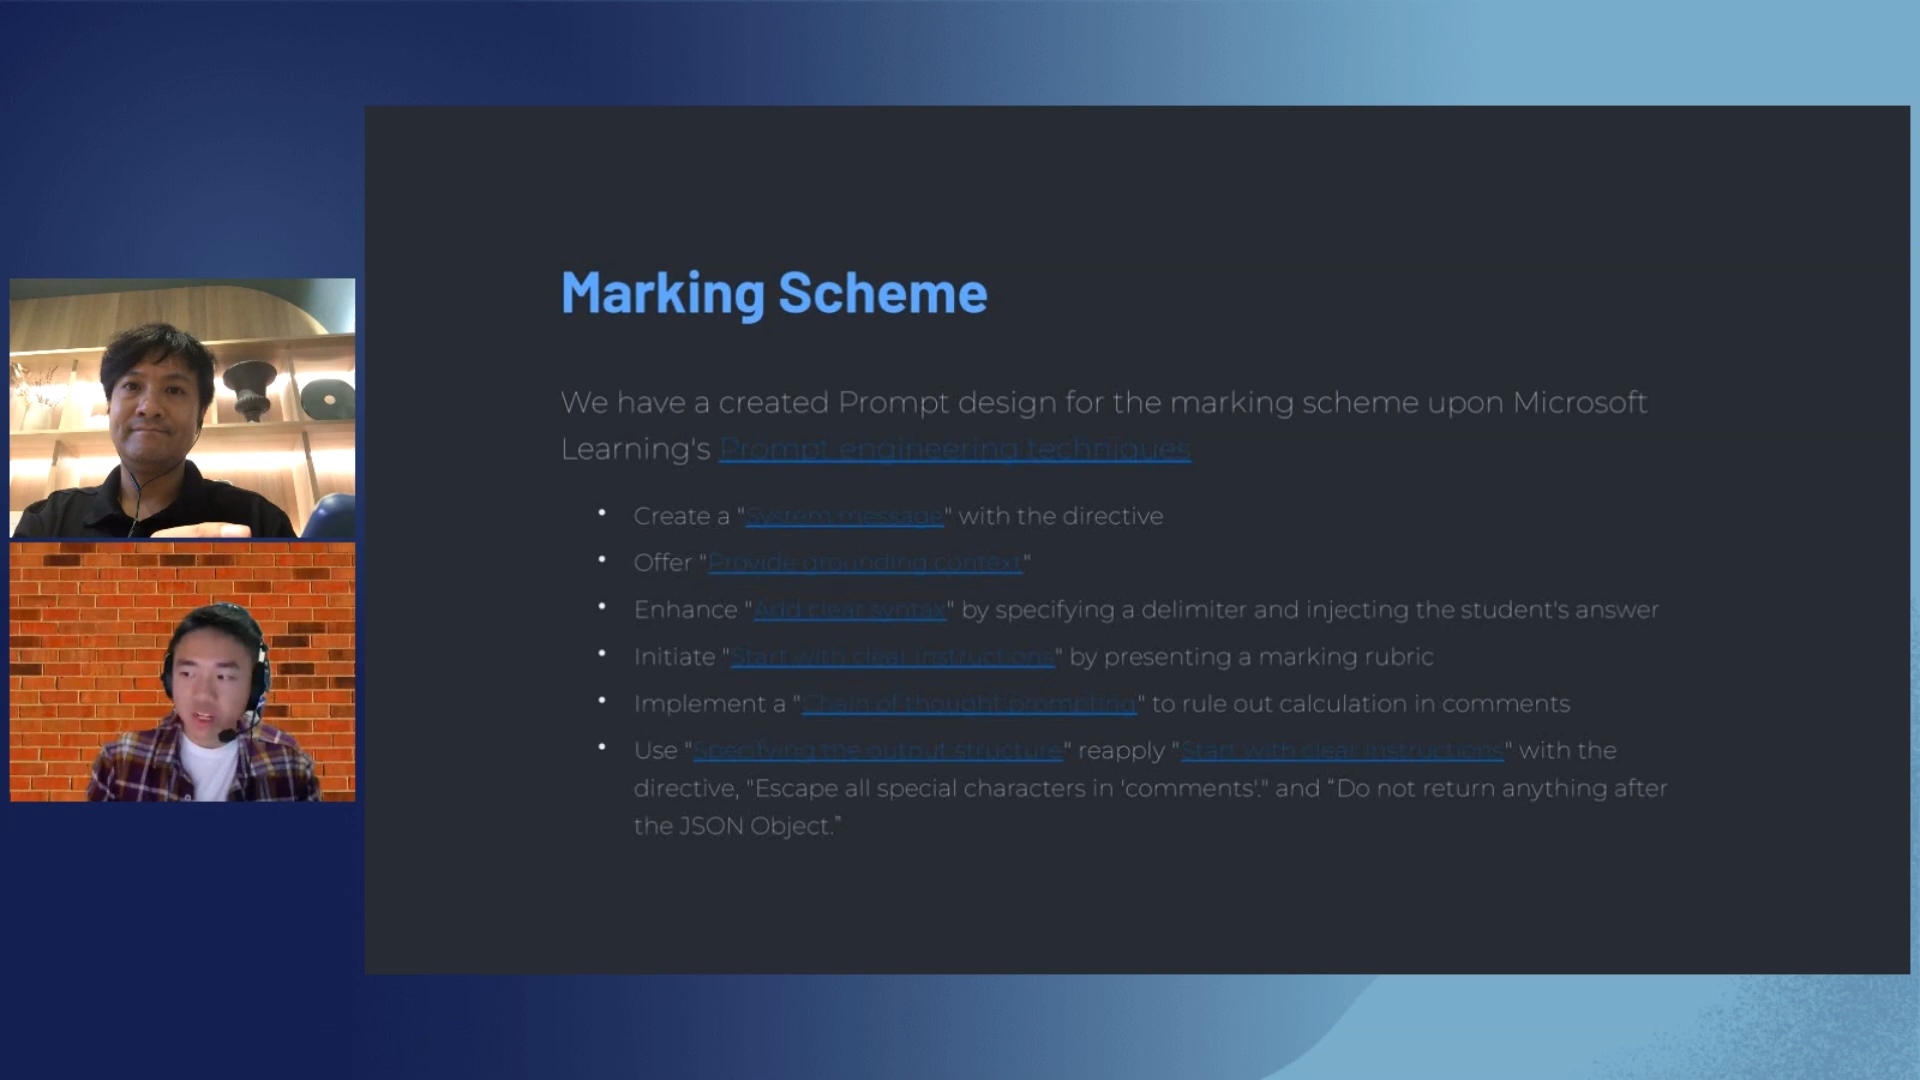 Marking Scheme
We have a created Prompt design for the marking scheme upon Microsoft
Learning's Prompt engineering techniques
• Create a "System message" with the directive
• Offer "Provide grounding context"
• Enhance "Add clear syntax" by specifying a delimiter and injecting the student's answer
• Initiate "Start with clear instructions" by presenting a marking rubric
• Implement a "Chain of thought prompting" to rule out calculation in comments
• Use "Specifying the output structure" reapply "Start with clear instructions" with the
directive, "Escape all special characters in 'comments'." and “Do not return anything after
the JSON Object.”